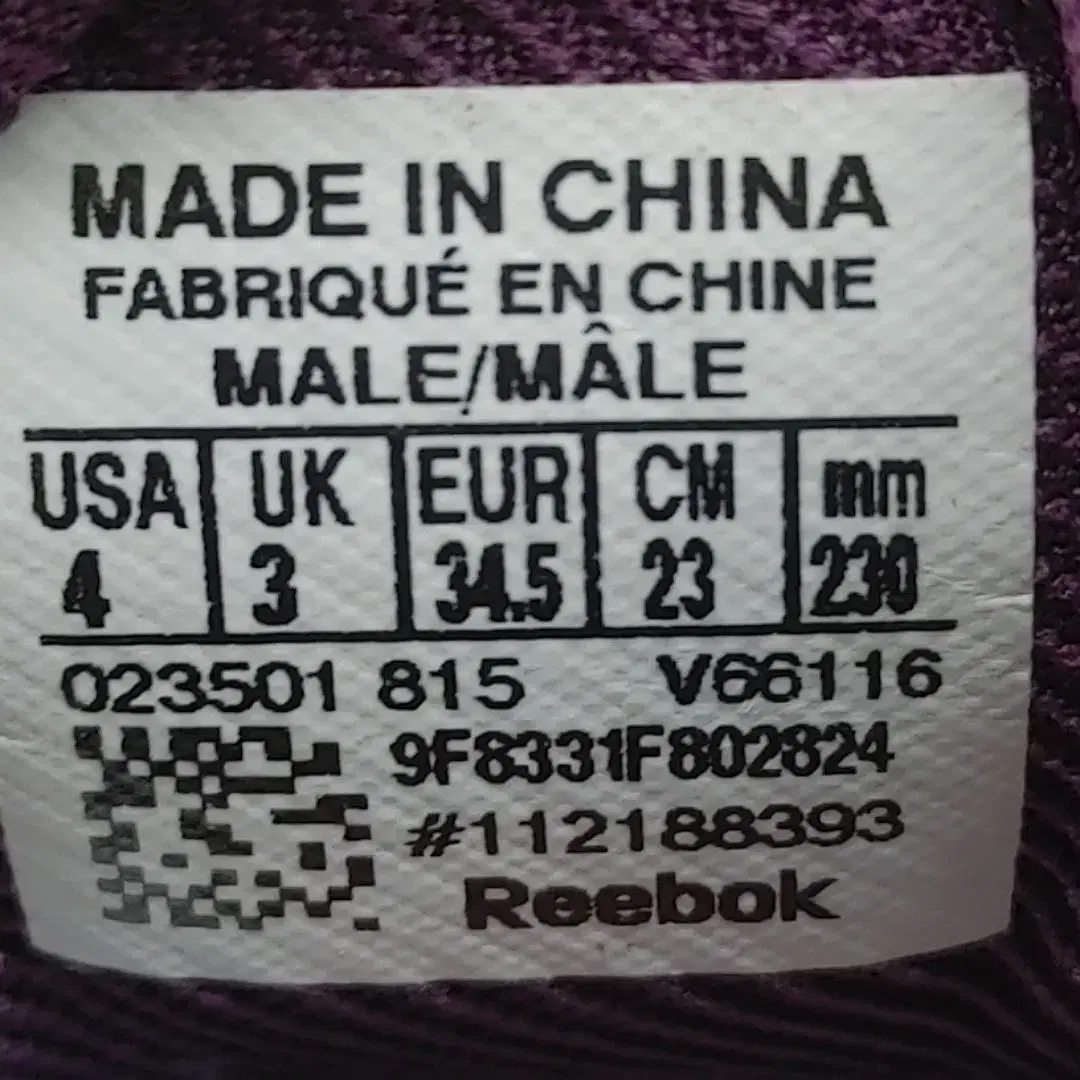 MADE IN CHINA
FABRIQUÉ EN CHINE
MALE/MÂLE
USA UK EUR CM mm
4 3 34.5 23 230
023501 815 V66116
9F8331F802824
#112188393
Reebok